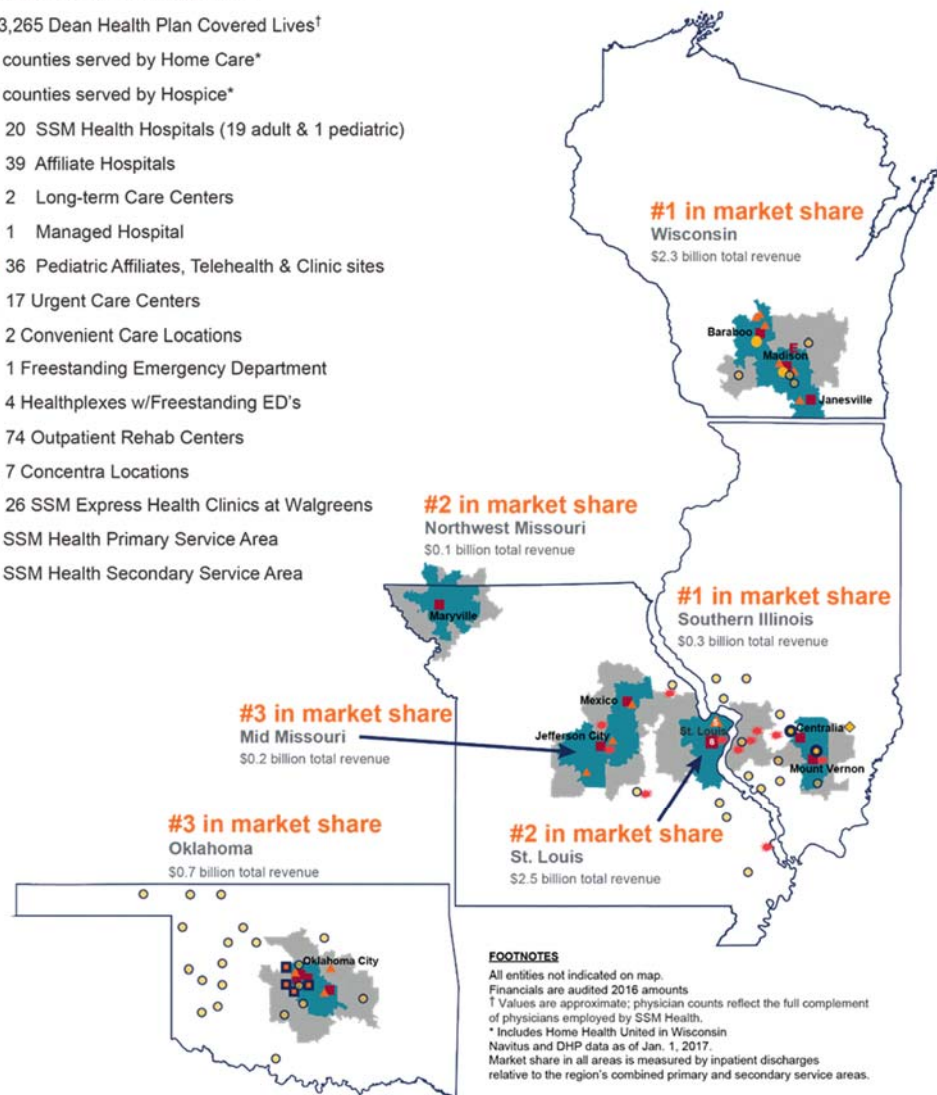 3,265 Dean Health Plan Covered Lives†
counties served by Home Care*
counties served by Hospice*
20 SSM Health Hospitals (19 adult & 1 pediatric)
39 Affiliate Hospitals
2 Long-term Care Centers
1 Managed Hospital
36 Pediatric Affiliates, Telehealth & Clinic sites
17 Urgent Care Centers
2 Convenient Care Locations
1 Freestanding Emergency Department
4 Healthplexes w/Freestanding ED's
74 Outpatient Rehab Centers
7 Concentra Locations
26 SSM Express Health Clinics at Walgreens
SSM Health Primary Service Area
SSM Health Secondary Service Area
#1 in market share
Wisconsin
$2.3 billion total revenue
Baraboo
E
Madison
Janesville
#2 in market share
Northwest Missouri
$0.1 billion total revenue
Maryville
#1 in market share
Southern Illinois
$0.3 billion total revenue
Mexico
Jefferson City
St. Louis
Centralia
Mount Vernon
#3 in market share
Mid Missouri
$0.2 billion total revenue
#2 in market share
St. Louis
$2.5 billion total revenue
#3 in market share
Oklahoma
$0.7 billion total revenue
Oklahoma City
FOOTNOTES
All entities not indicated on map.
Financials are audited 2016 amounts
† Values are approximate; physician counts reflect the full complement
of physicians employed by SSM Health.
* Includes Home Health United in Wisconsin
Navitus and DHP data as of Jan. 1, 2017.
Market share in all areas is measured by inpatient discharges
relative to the region's combined primary and secondary service areas.